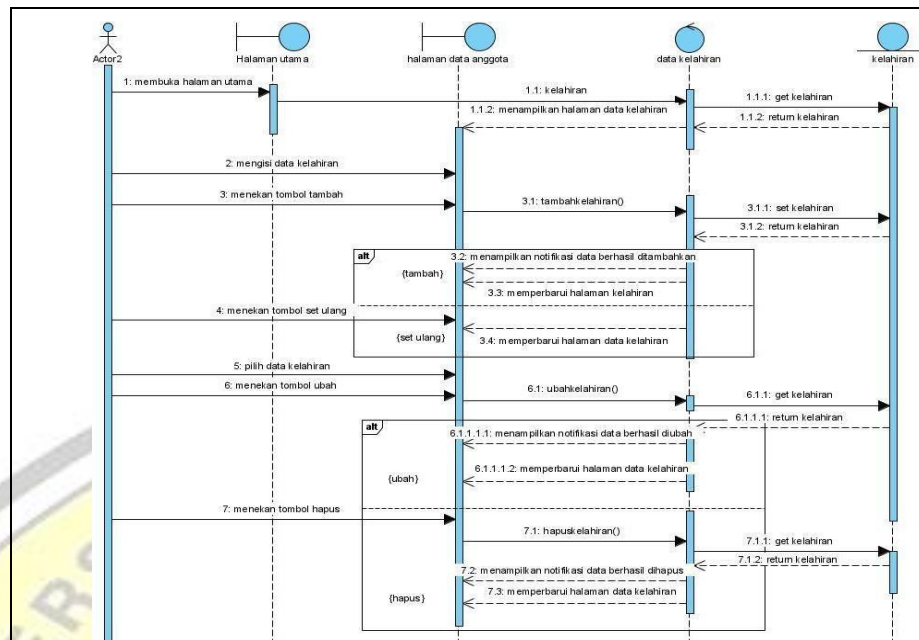 Actor2
Halaman utama
halaman data anggota
data kelahiran
kelahiran
1: membuka halaman utama
1.1: kelahiran
1.1.1: get kelahiran
1.1.2: menampilkan halaman data kelahiran
1.1.2: return kelahiran
2: mengisi data kelahiran
3: menekan tombol tambah
3.1: tambahkelahiran()
3.1.1: set kelahiran
3.1.2: return kelahiran
alt
3.2: menampilkan notifikasi data berhasil ditambahkan
{tambah}
3.3: memperbarui halaman kelahiran
4: menekan tombol set ulang
{set ulang}
3.4: memperbarui halaman data kelahiran
5: pilih data kelahiran
6: menekan tombol ubah
6.1: ubahkelahiran()
6.1.1: get kelahiran
6.1.1.1: return kelahiran
alt
6.1.1.1.1: menampilkan notifikasi data berhasil diubah
6.1.1.1.2: memperbarui halaman data kelahiran
{ubah}
7: menekan tombol hapus
7.1: hapuskelahiran()
7.1.1: get kelahiran
7.1.2: return kelahiran
7.2: menampilkan notifikasi data berhasil dihapus
7.3: memperbarui halaman data kelahiran
{hapus}